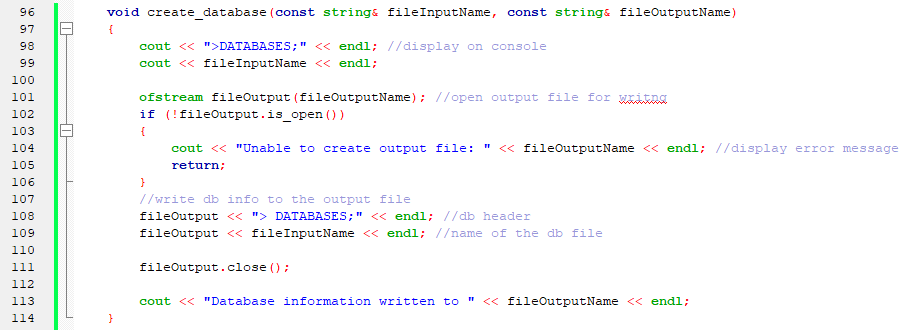 96 void create_database(const string& fileInputName, const string& fileOutputName)
97 {
98 cout << ">DATABASES;" << endl; //display on console
99 cout << fileInputName << endl;
100
101 ofstream fileOutput(fileOutputName); //open output file for writng
102 if (!fileOutput.is_open())
103 {
104 cout << "Unable to create output file: " << fileOutputName << endl; //display error message
105 return;
106 }
107 //write db info to the output file
108 fileOutput << "> DATABASES;" << endl; //db header
109 fileOutput << fileInputName << endl; //name of the db file
110
111 fileOutput.close();
112
113 cout << "Database information written to " << fileOutputName << endl;
114 }